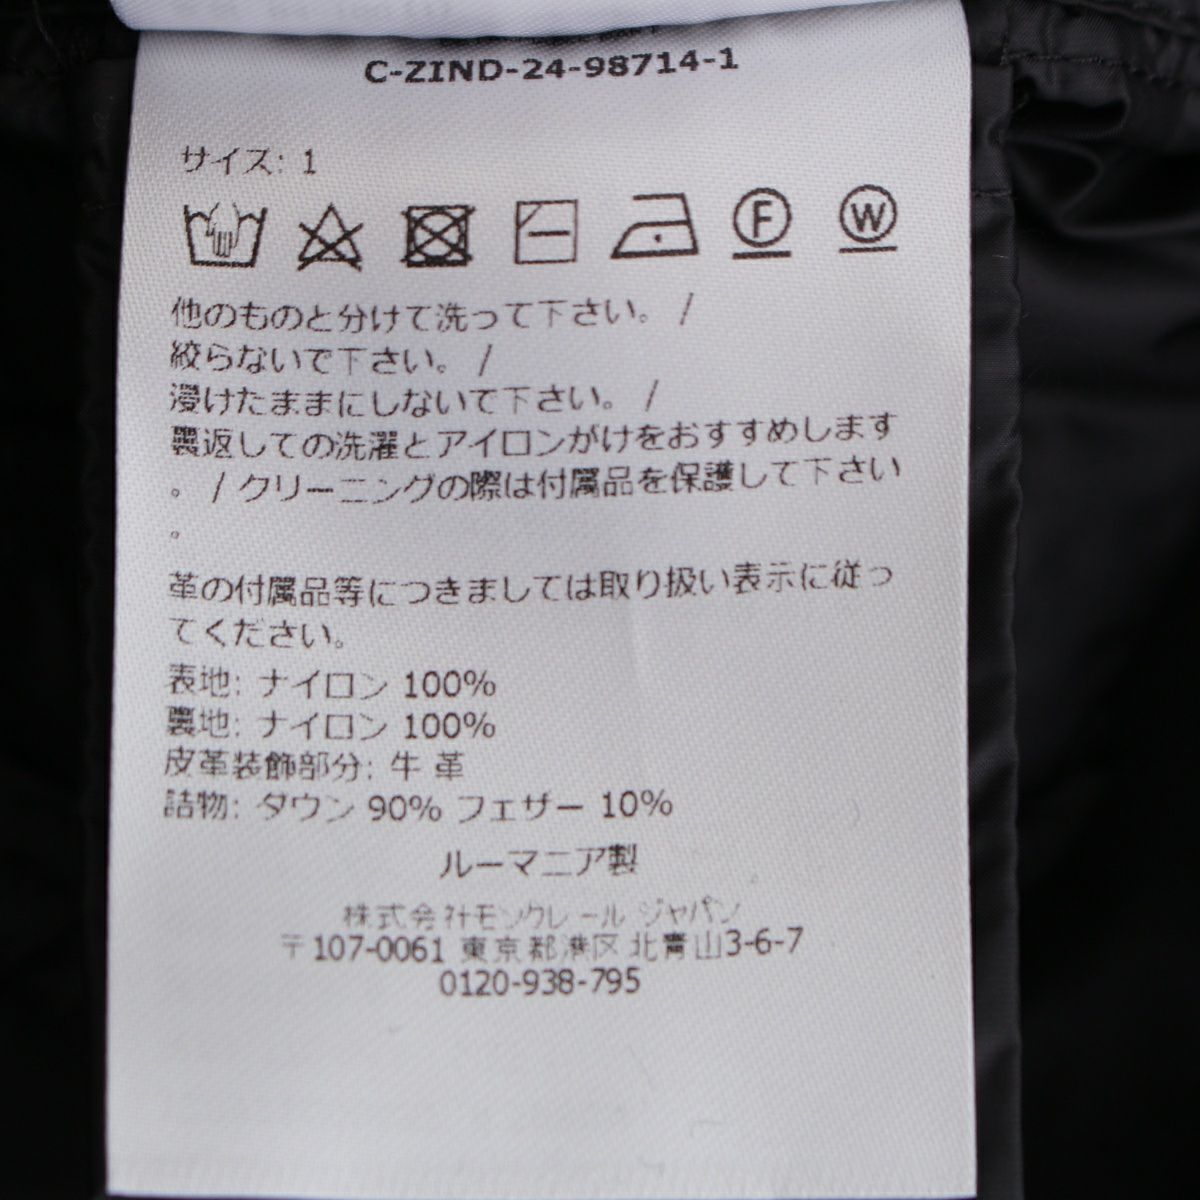 C-ZIND-24-98714-1
サイズ: 1
F W
他のものと分けて洗って下さい。 /
絞らないで下さい。 /
浸けたままにしないて下さい。 /
裏返しての洗濯とアイロンがけをおすすめします
。 / クリーニングの際は付属品を保護して下さい
。
革の付属品等につきましては取り扱い表示に従っ
てください。
表地: ナイロン 100%
裏地: ナイロン 100%
皮革装飾部分: 牛 革
詰物: ダウン 90% フェザー 10%
ルーマニア製
株式会社モンクレール ジャパン
〒107-0061 東京都港区 北青山3-6-7
0120-938-795